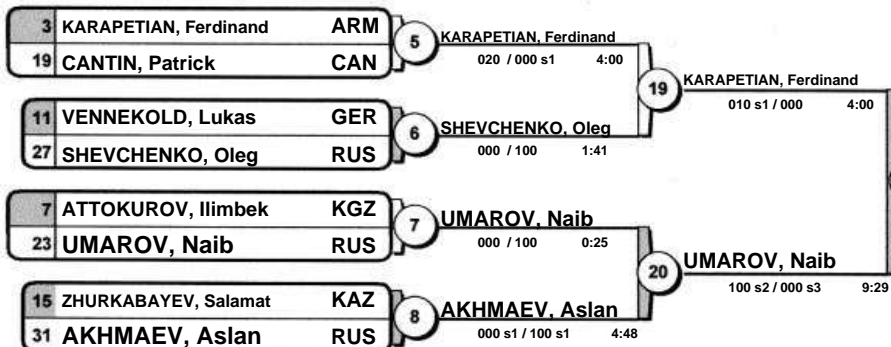 3 KARAPETIAN, Ferdinand ARM
19 CANTIN, Patrick CAN
5
KARAPETIAN, Ferdinand
020 / 000 s1 4:00
11 VENNEKOLD, Lukas GER
27 SHEVCHENKO, Oleg RUS
6
SHEVCHENKO, Oleg
000 / 100 1:41
19
KARAPETIAN, Ferdinand
010 s1 / 000 4:00
7 ATTOKUROV, Ilimbek KGZ
23 UMAROV, Naib RUS
7
UMAROV, Naib
000 / 100 0:25
15 ZHURKABAYEV, Salamat KAZ
31 AKHMAEV, Aslan RUS
8
AKHMAEV, Aslan
000 s1 / 100 s1 4:48
20
UMAROV, Naib
100 s2 / 000 s3 9:29